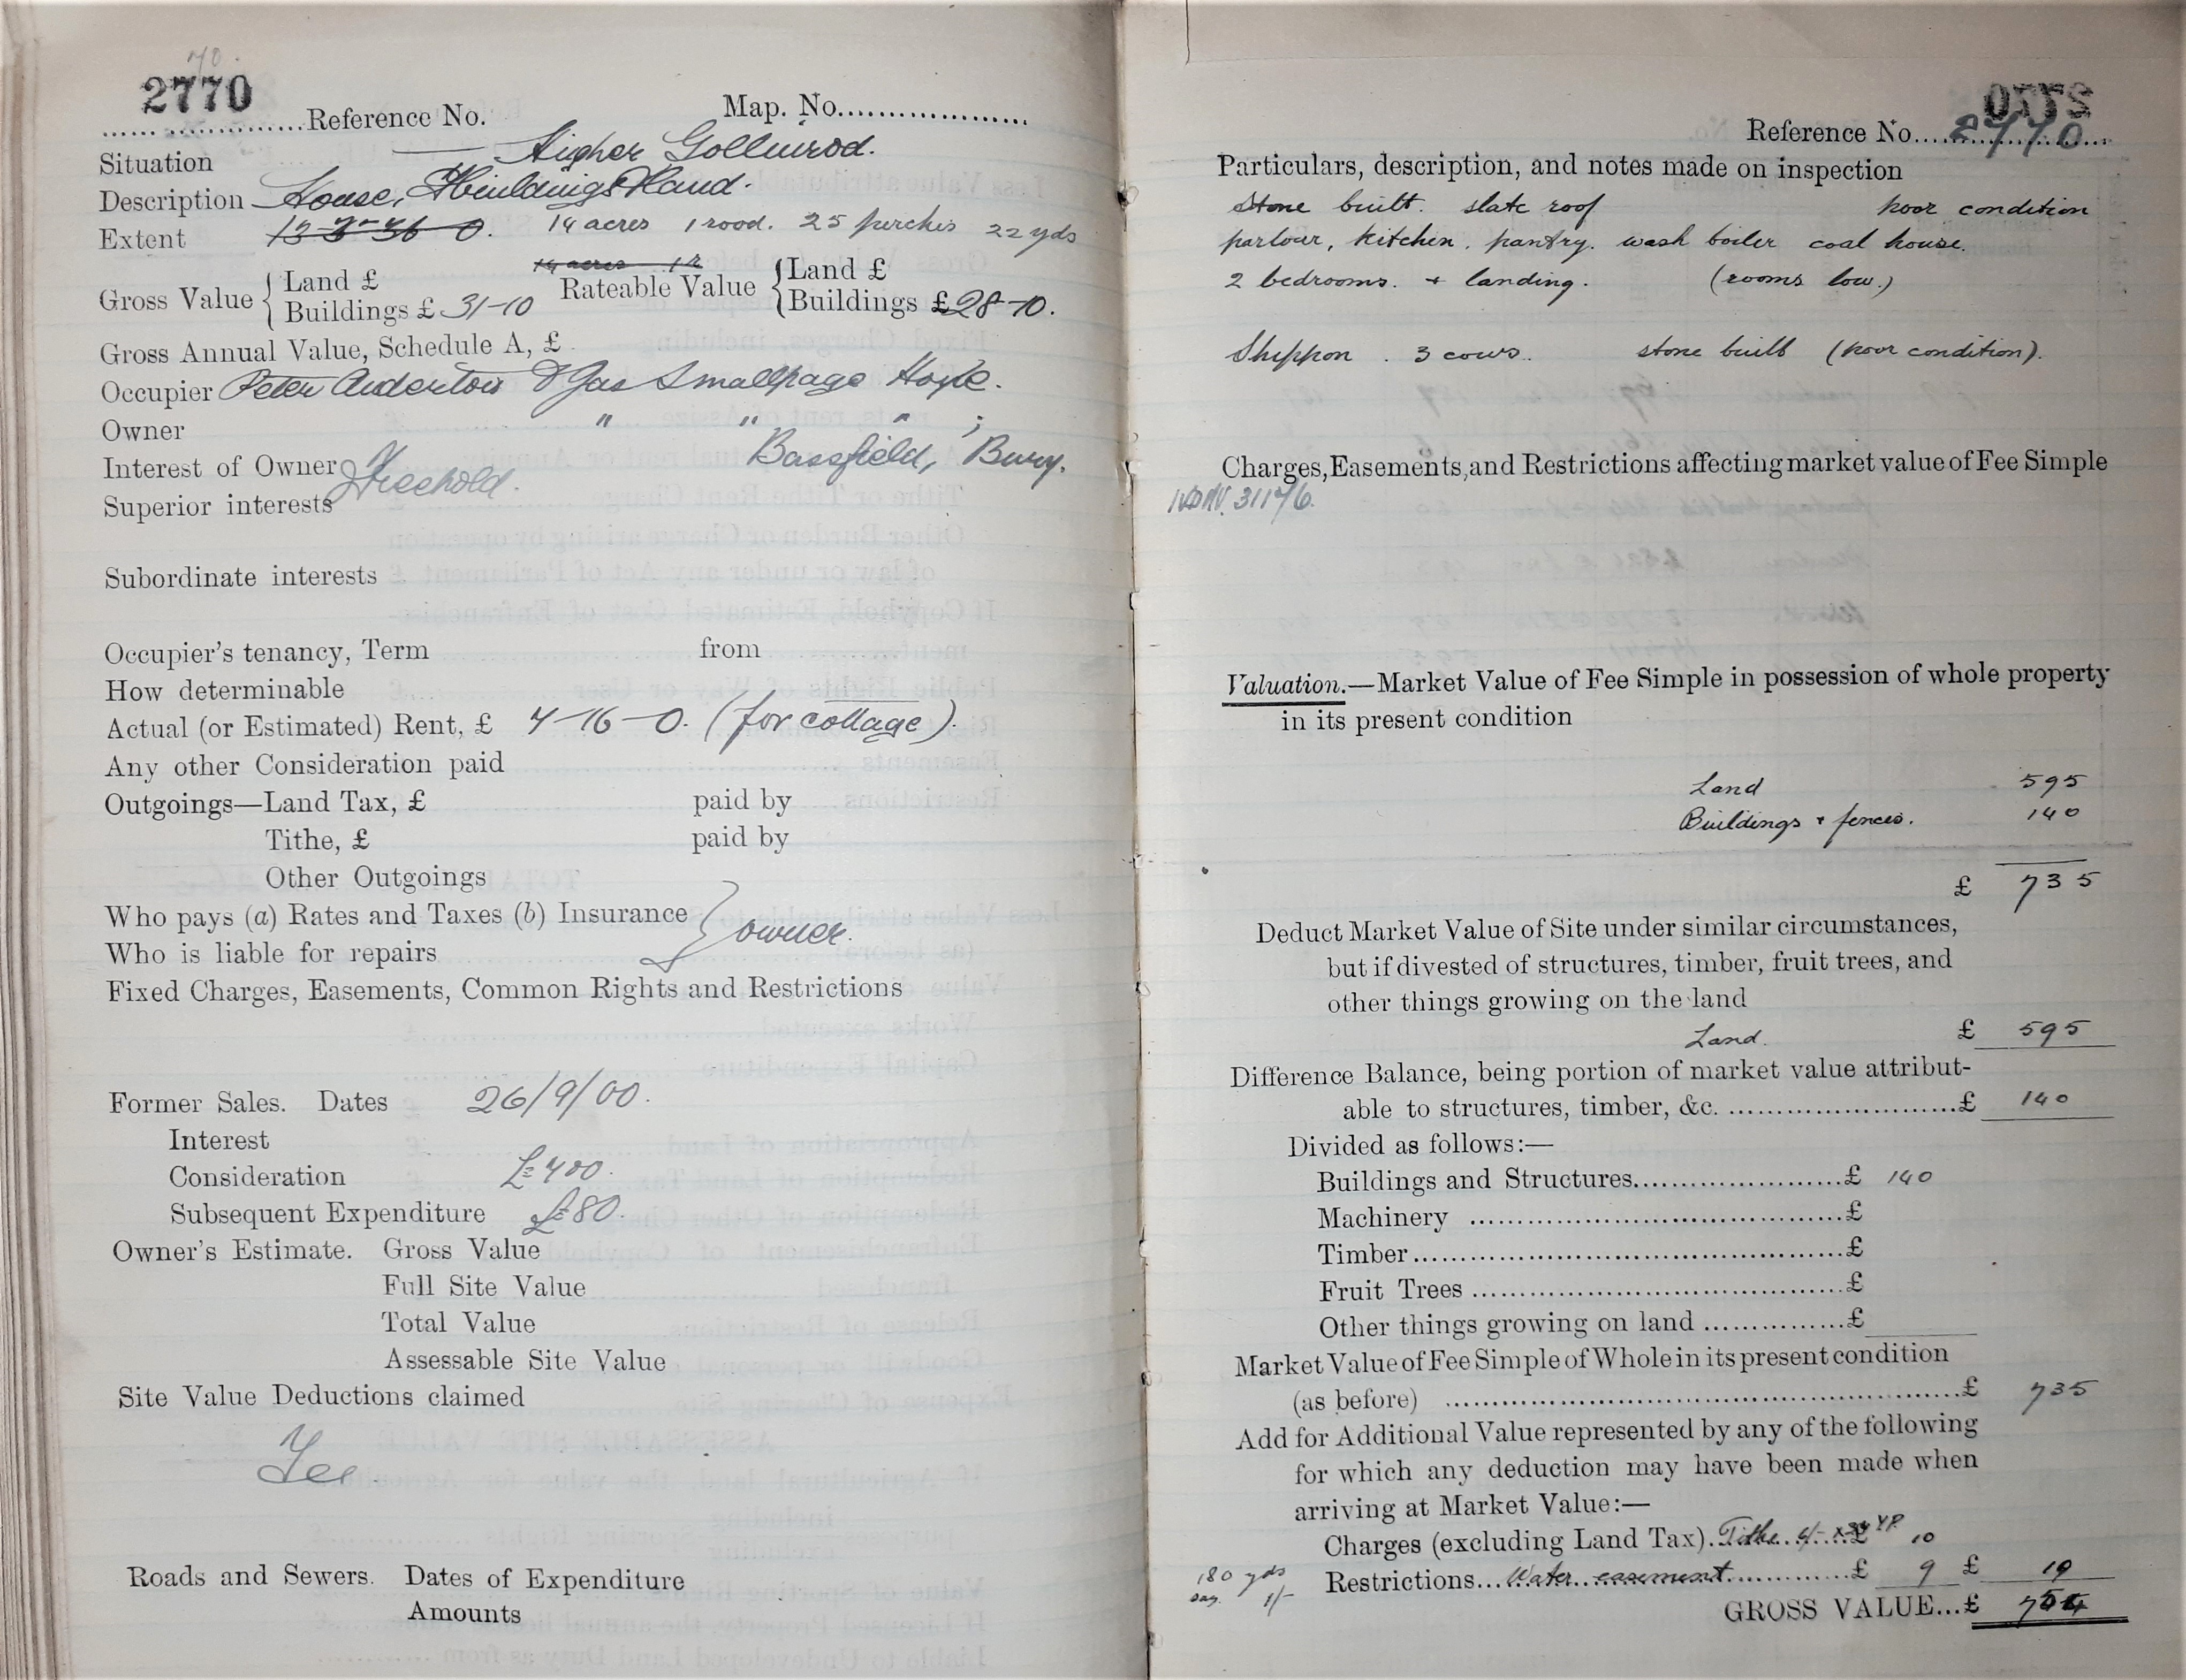 70.
2770
Reference No. Map. No.
Situation Higher Gollinrod.
Description House, Buildings & Land.
Extent 13-3-36-0. 14 acres 1 rood. 25 perches 22 yds
14 acres 1 r
Gross Value { Land £ Rateable Value { Land £
Buildings £ 31-10 Buildings £ 28-10.
Gross Annual Value, Schedule A, £
Occupier Peter Anderton & Jas Smallpage Hoyle.
Owner " " " ;
Interest of Owner Freehold. Bassfield, Bury.
Superior interests
Subordinate interests
Occupier's tenancy, Term from
How determinable
Actual (or Estimated) Rent, £ 7-16-0. (for cottage).
Any other Consideration paid
Outgoings—Land Tax, £ paid by
Tithe, £ paid by
Other Outgoings
Who pays (a) Rates and Taxes (b) Insurance } owner.
Who is liable for repairs
Fixed Charges, Easements, Common Rights and Restrictions
Former Sales. Dates 26/9/00.
Interest
Consideration £400.
Subsequent Expenditure £80.
Owner's Estimate. Gross Value
Full Site Value
Total Value
Assessable Site Value
Site Value Deductions claimed
Yes
Roads and Sewers. Dates of Expenditure
Amounts
Reference No. 2770
Particulars, description, and notes made on inspection
Stone built. slate roof poor condition
parlour, kitchen, pantry. wash boiler coal house.
2 bedrooms. + landing. (rooms low.)
Shippon . 3 cows.. stone built (poor condition).
Charges, Easements, and Restrictions affecting market value of Fee Simple
Valuation.—Market Value of Fee Simple in possession of whole property
in its present condition
Land 595
Buildings + fences. 140
£ 735
Deduct Market Value of Site under similar circumstances,
but if divested of structures, timber, fruit trees, and
other things growing on the land
Land. £ 595
Difference Balance, being portion of market value attribut-
able to structures, timber, &c. £ 140
Divided as follows:—
Buildings and Structures £ 140
Machinery £
Timber £
Fruit Trees £
Other things growing on land £
Market Value of Fee Simple of Whole in its present condition
(as before) £ 735
Add for Additional Value represented by any of the following
for which any deduction may have been made when
arriving at Market Value:—
Charges (excluding Land Tax). Tithe £ 10
180 yds Restrictions Water easement £ 9 £ 19
say. 1/- GROSS VALUE...£ 754